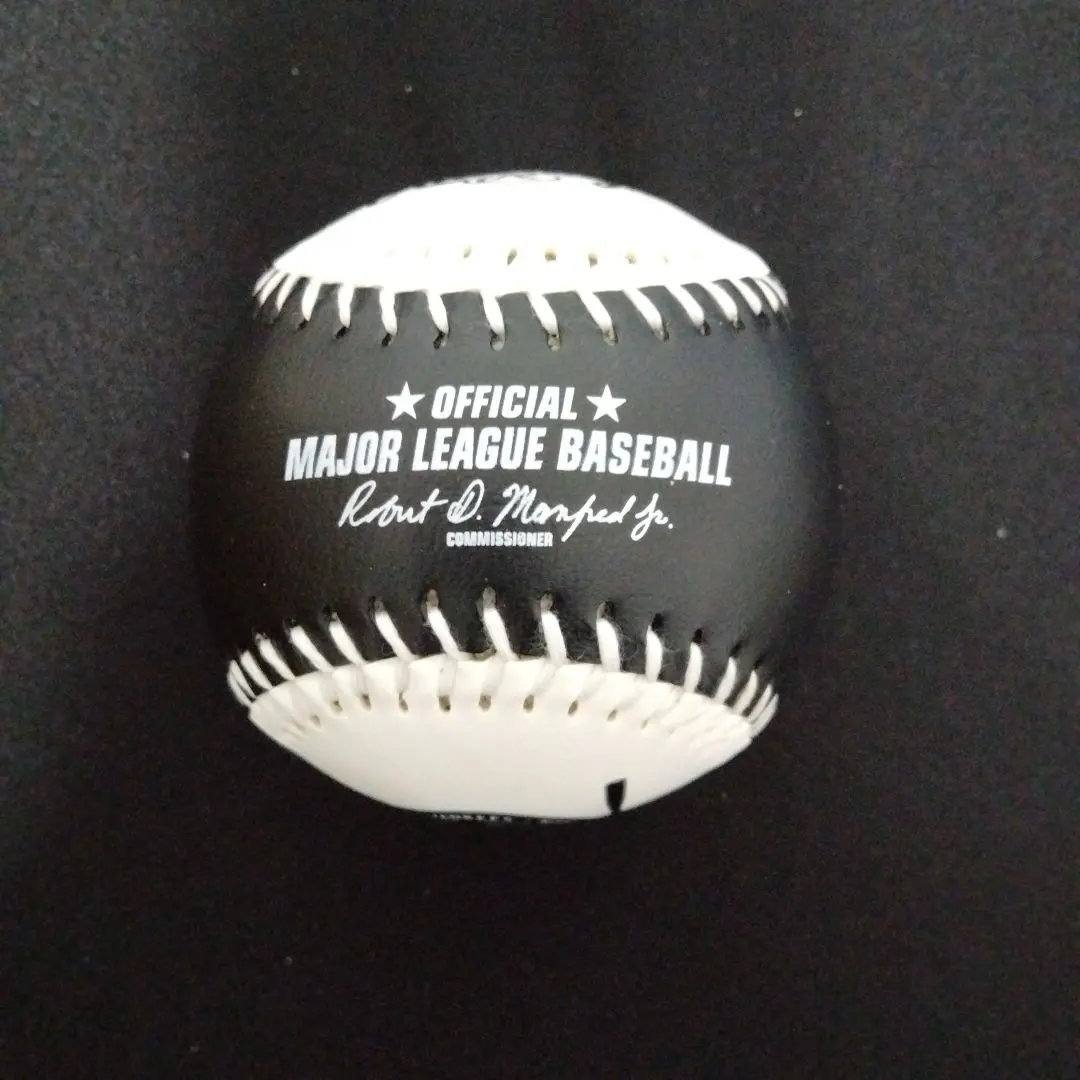 ★ OFFICIAL ★
MAJOR LEAGUE BASEBALL
Robert D. Manfred Jr.
COMMISSIONER